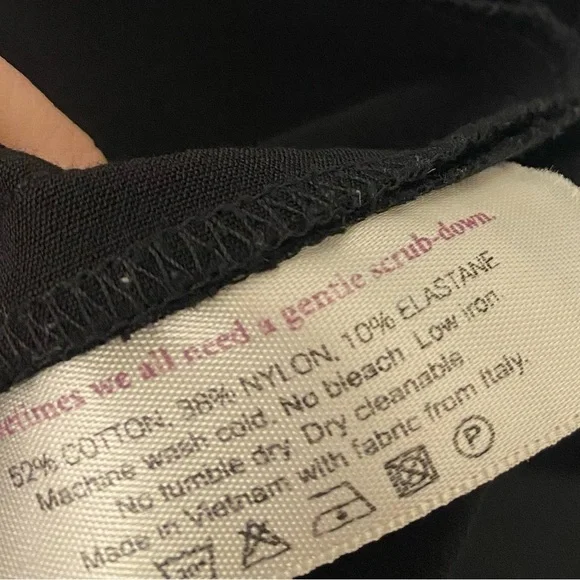 we all need a gentle scrub-down.
52% COTTON, 38% NYLON, 10% ELASTANE
Machine wash cold. No bleach. Low iron.
No tumble dry. Dry cleanable
Made in Vietnam with fabric from Italy.
P